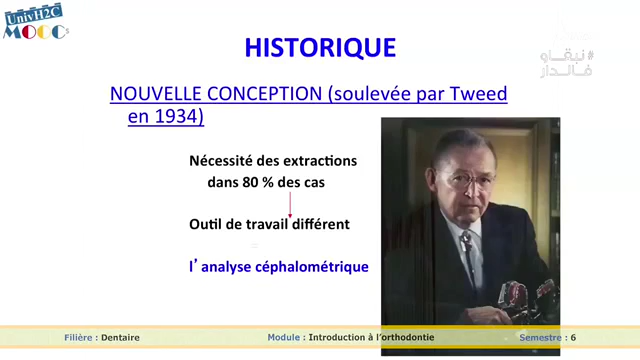 UnivH2C
MOOCs
HISTORIQUE
#نبقاو
فالدار
NOUVELLE CONCEPTION (soulevée par Tweed
en 1934)
Nécessité des extractions
dans 80 % des cas
Outil de travail différent
=
l’analyse céphalométrique
Filière : Dentaire
Module : Introduction à l’orthodontie
Semestre : 6